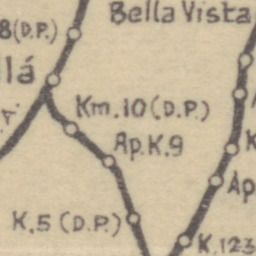 Bella Vista
8 (D.P.)
lá
Km. 10 (D.P.)
Ap. K. 9
Ap
K. 5 (D.P.)
K. 123